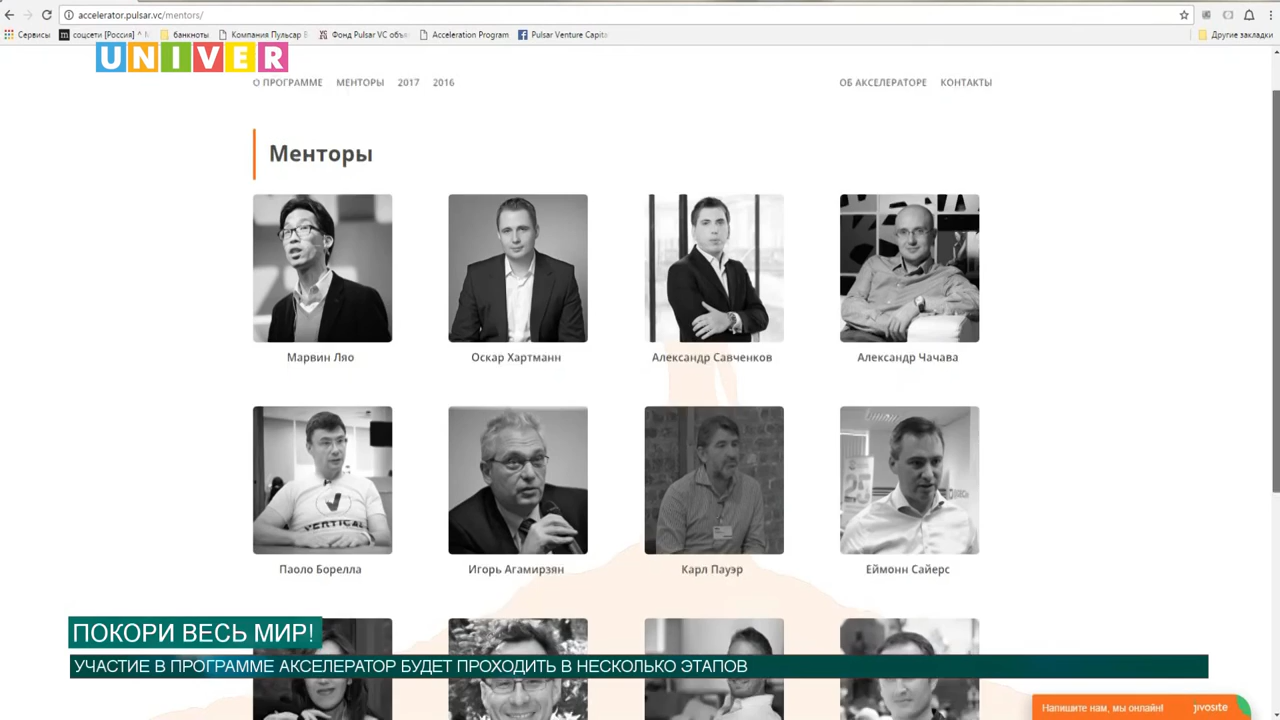 accelerator.pulsar.vc/mentors/
Сервисы
соцсети [Россия] ^
банкноты
Компания Пульсар В
Фонд Pulsar VC объя
Acceleration Program
Pulsar Venture Capita
Другие закладки
UNIVER
О ПРОГРАММЕ МЕНТОРЫ 2017 2016
ОБ АКСЕЛЕРАТОРЕ КОНТАКТЫ
Менторы
Марвин Ляо
Оскар Хартманн
Александр Савченков
Александр Чачава
VERTICAL
Паоло Борелла
Игорь Агамирзян
Карл Пауэр
Еймонн Сайерс
ПОКОРИ ВЕСЬ МИР!
УЧАСТИЕ В ПРОГРАММЕ АКСЕЛЕРАТОР БУДЕТ ПРОХОДИТЬ В НЕСКОЛЬКО ЭТАПОВ
Напишите нам, мы онлайн!
jivosite